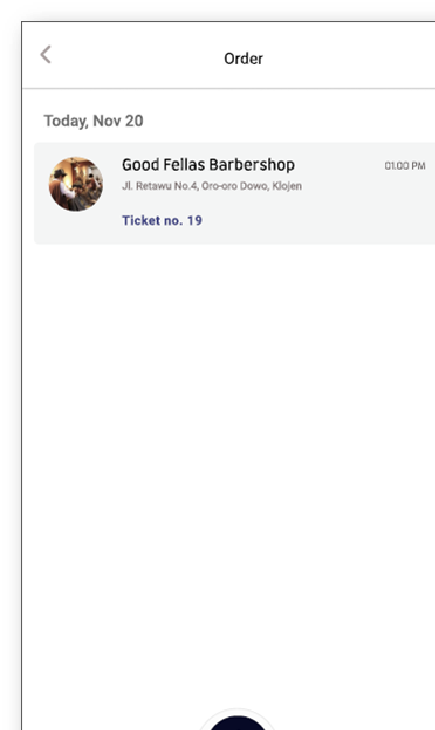 Order
Today, Nov 20
Good Fellas Barbershop
01.00 PM
Jl. Retawu No.4, Oro-oro Dowo, Klojen
Ticket no. 19